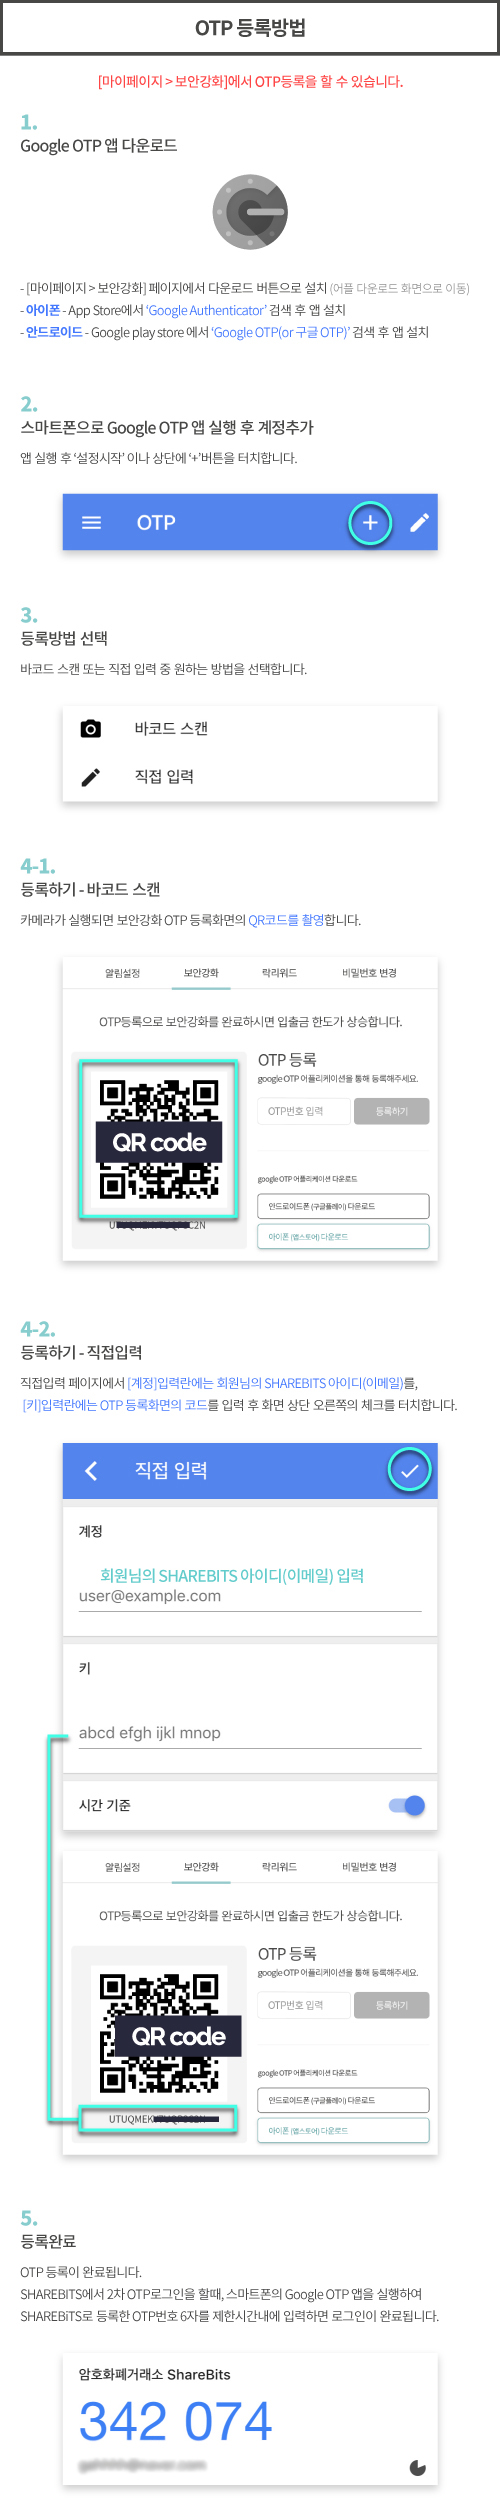 OTP 등록방법
[마이페이지 > 보안강화]에서 OTP등록을 할 수 있습니다.
1.
Google OTP 앱 다운로드
- [마이페이지 > 보안강화] 페이지에서 다운로드 버튼으로 설치 (어플 다운로드 화면으로 이동)
- 아이폰 - App Store에서 ‘Google Authenticator’ 검색 후 앱 설치
- 안드로이드 - Google play store 에서 ‘Google OTP(or 구글 OTP)’ 검색 후 앱 설치
2.
스마트폰으로 Google OTP 앱 실행 후 계정추가
앱 실행 후 ‘설정시작’ 이나 상단에 ‘+’버튼을 터치합니다.
OTP
3.
등록방법 선택
바코드 스캔 또는 직접 입력 중 원하는 방법을 선택합니다.
바코드 스캔
직접 입력
4-1.
등록하기 - 바코드 스캔
카메라가 실행되면 보안강화 OTP 등록화면의 QR코드를 촬영합니다.
알림설정 보안강화 락리워드 비밀번호 변경
OTP등록으로 보안강화를 완료하시면 입출금 한도가 상승합니다.
OTP 등록
google OTP 어플리케이션을 통해 등록해주세요.
OTP번호 입력 등록하기
QR code
google OTP 어플리케이션 다운로드
안드로이드폰 (구글플레이) 다운로드
아이폰 (앱스토어) 다운로드
4-2.
등록하기 - 직접입력
직접입력 페이지에서 [계정]입력란에는 회원님의 SHAREBITS 아이디(이메일)를,
[키]입력란에는 OTP 등록화면의 코드를 입력 후 화면 상단 오른쪽의 체크를 터치합니다.
직접 입력
계정
회원님의 SHAREBITS 아이디(이메일) 입력
user@example.com
키
abcd efgh ijkl mnop
시간 기준
알림설정 보안강화 락리워드 비밀번호 변경
OTP등록으로 보안강화를 완료하시면 입출금 한도가 상승합니다.
OTP 등록
google OTP 어플리케이션을 통해 등록해주세요.
OTP번호 입력 등록하기
QR code
google OTP 어플리케이션 다운로드
안드로이드폰 (구글플레이) 다운로드
아이폰 (앱스토어) 다운로드
5.
등록완료
OTP 등록이 완료됩니다.
SHAREBITS에서 2차 OTP로그인을 할때, 스마트폰의 Google OTP 앱을 실행하여
SHAREBiTS로 등록한 OTP번호 6자를 제한시간내에 입력하면 로그인이 완료됩니다.
암호화폐거래소 ShareBits
342 074